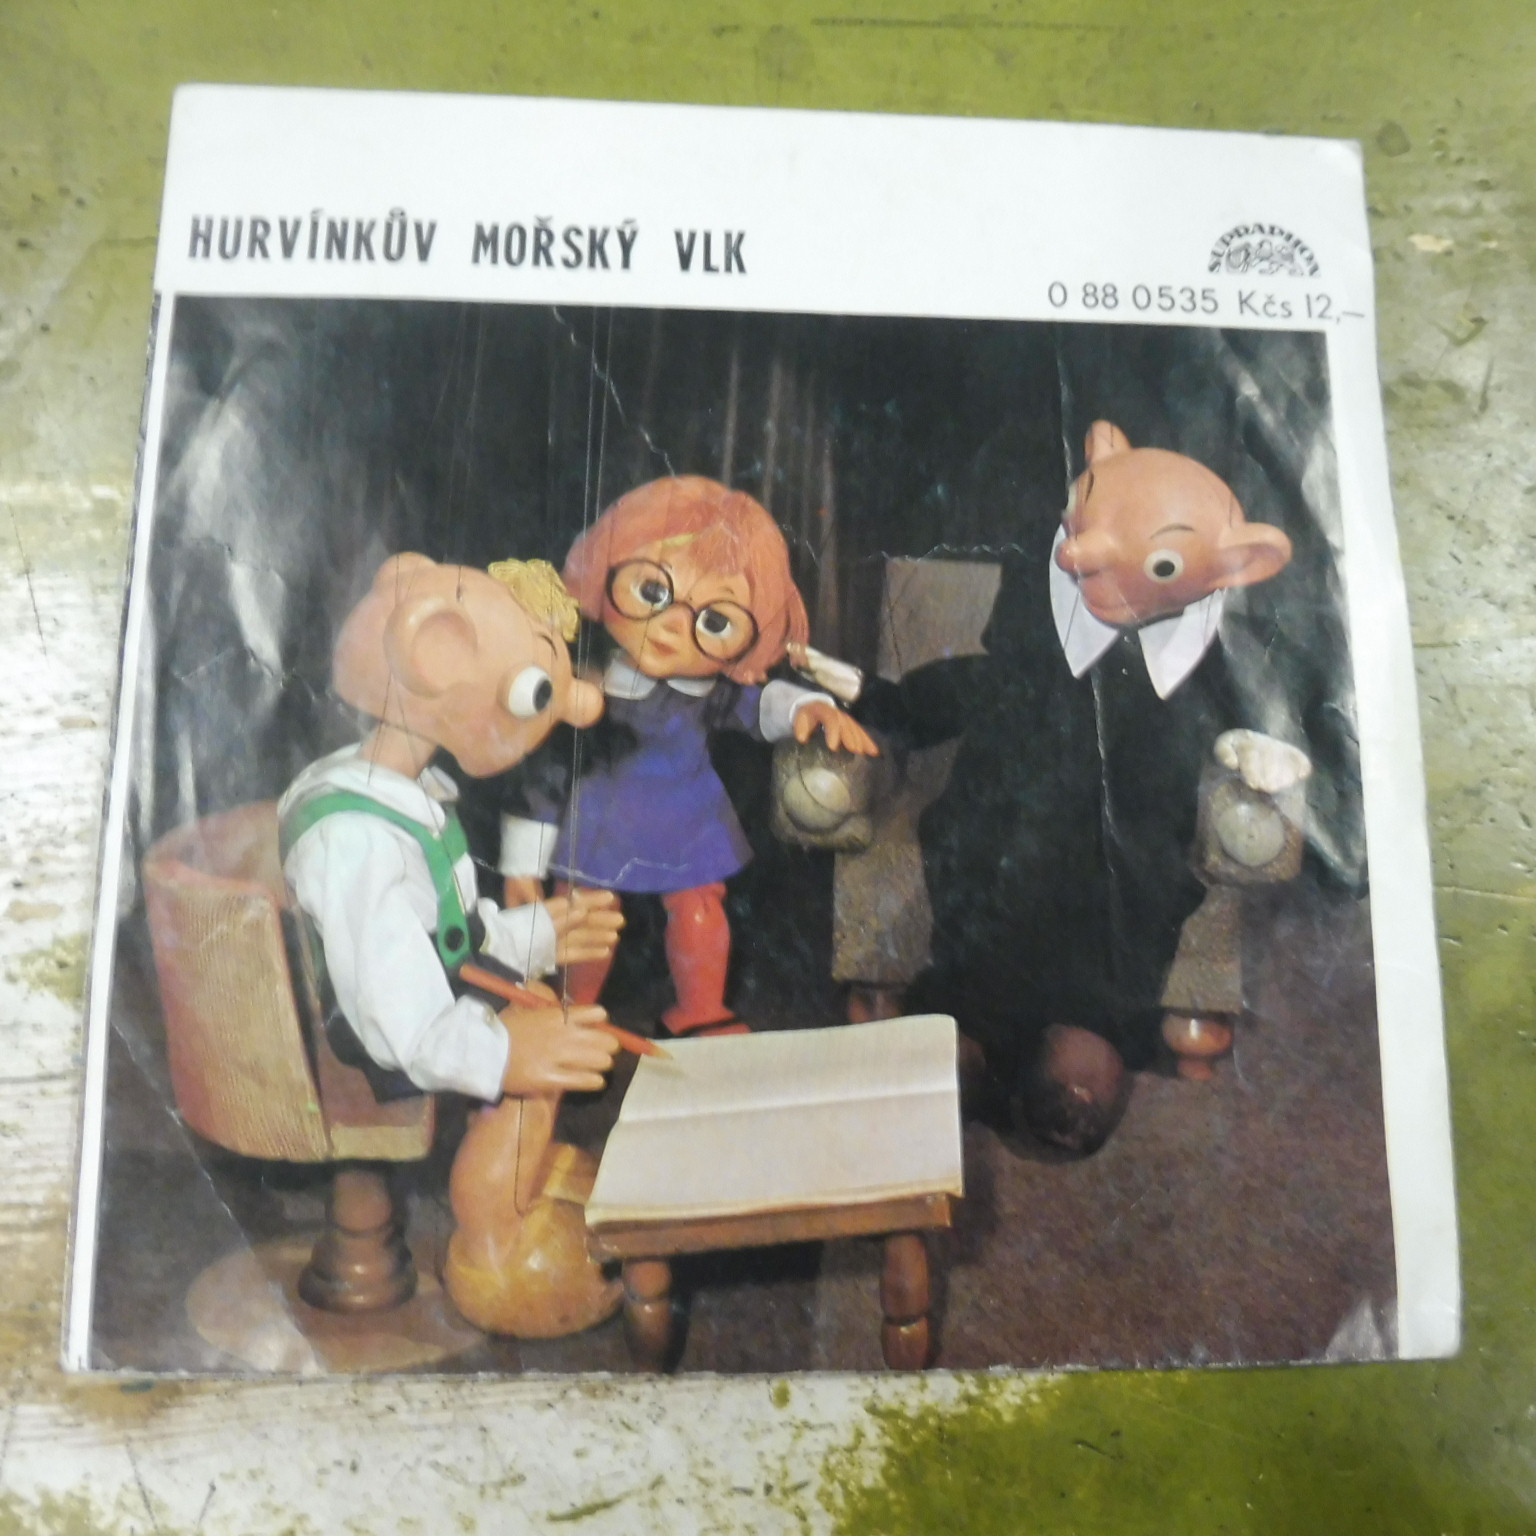 HURVÍNKŮV MOŘSKÝ VLK
SUPRAPHON
0 88 0535 Kčs 12,—